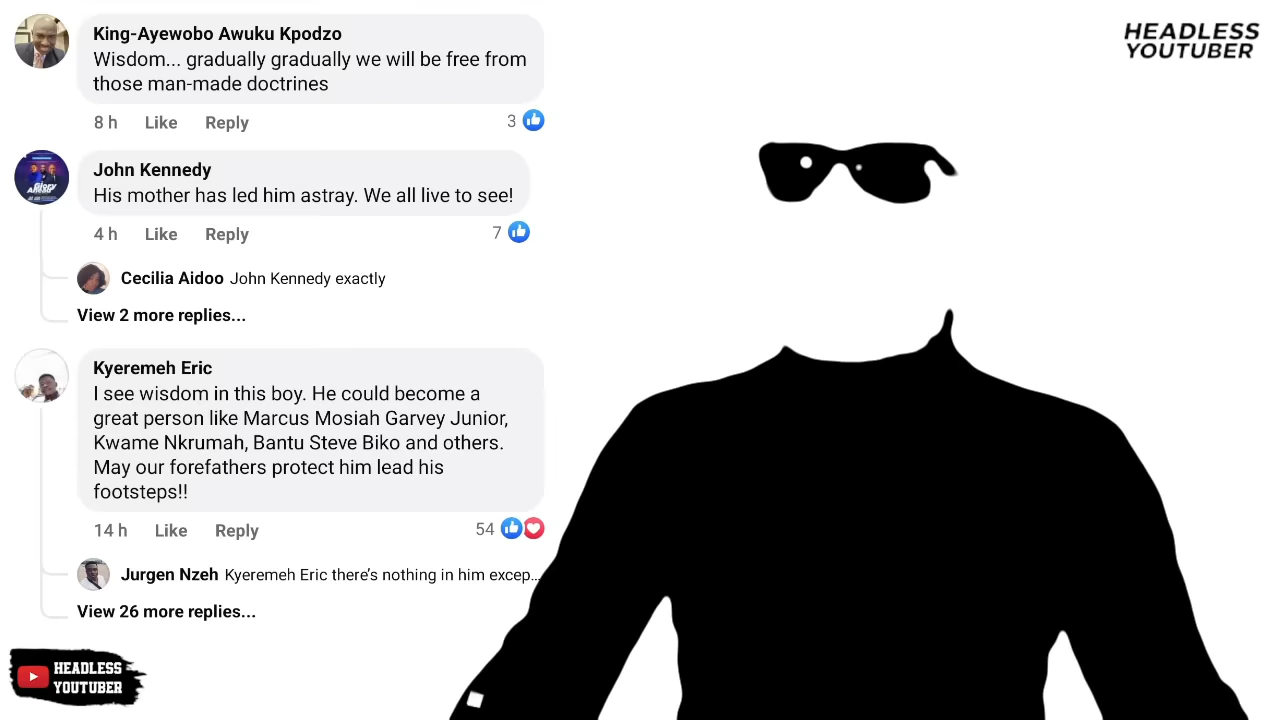 King-Ayewobo Awuku Kpodzo
Wisdom... gradually gradually we will be free from
those man-made doctrines
8 h Like Reply 3
John Kennedy
His mother has led him astray. We all live to see!
4 h Like Reply 7
Cecilia Aidoo John Kennedy exactly
View 2 more replies...
Kyeremeh Eric
I see wisdom in this boy. He could become a
great person like Marcus Mosiah Garvey Junior,
Kwame Nkrumah, Bantu Steve Biko and others.
May our forefathers protect him lead his
footsteps!!
14 h Like Reply 54
Jurgen Nzeh Kyeremeh Eric there's nothing in him excep...
View 26 more replies...
HEADLESS
YOUTUBER
HEADLESS
YOUTUBER